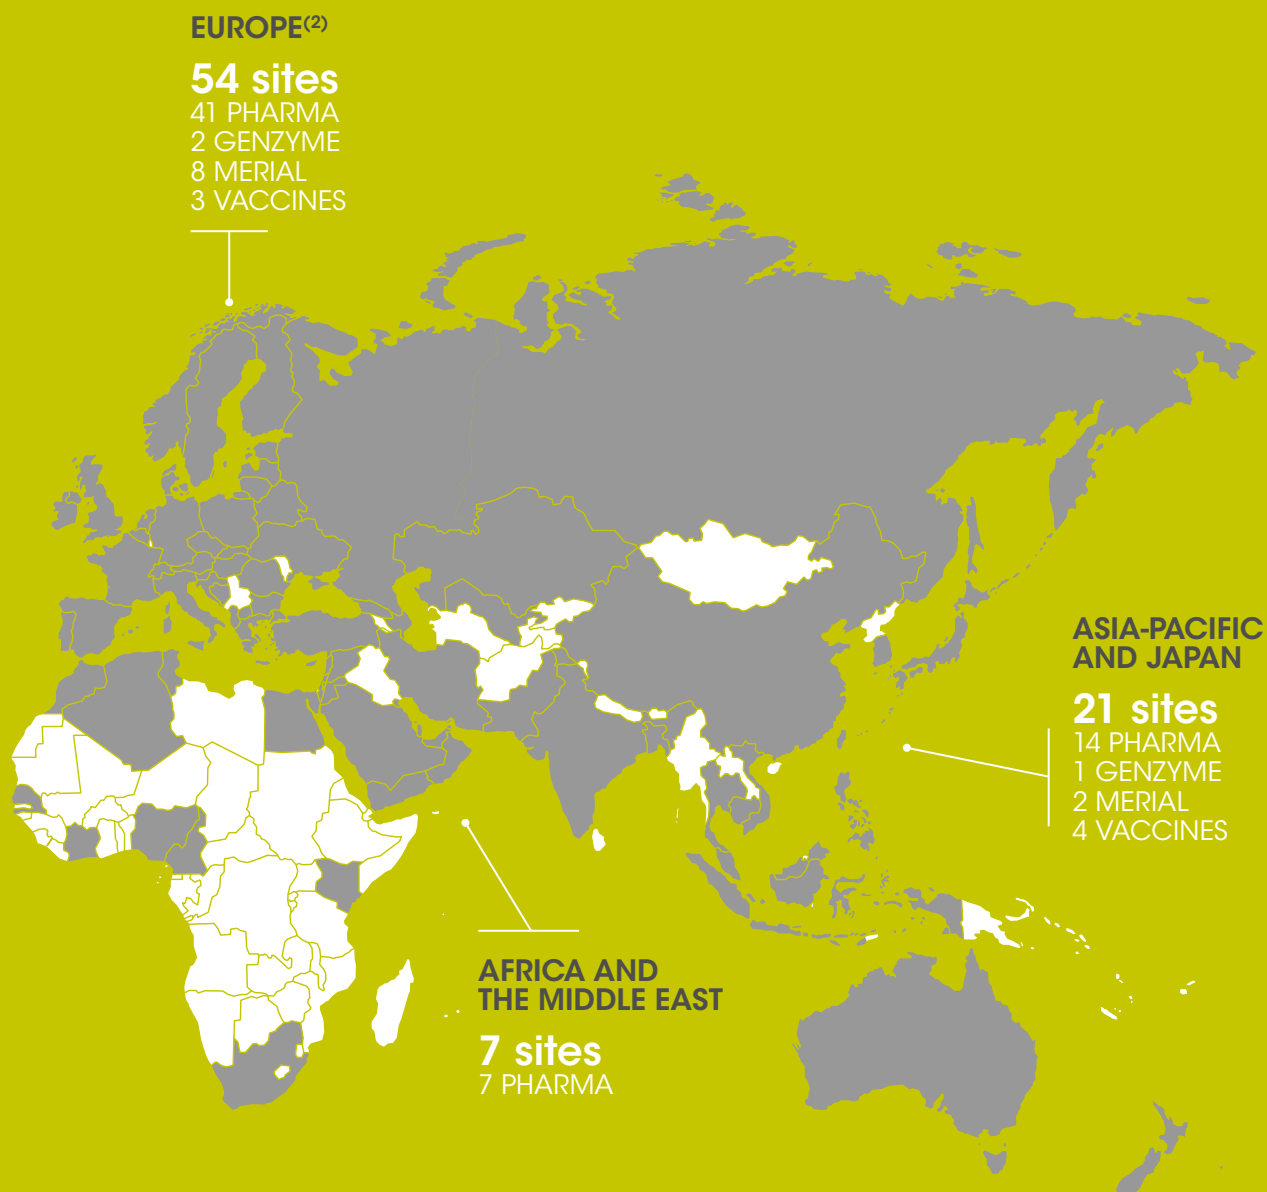 EUROPE(2)
54 sites
41 PHARMA
2 GENZYME
8 MERIAL
3 VACCINES
ASIA-PACIFIC
AND JAPAN
21 sites
14 PHARMA
1 GENZYME
2 MERIAL
4 VACCINES
AFRICA AND
THE MIDDLE EAST
7 sites
7 PHARMA